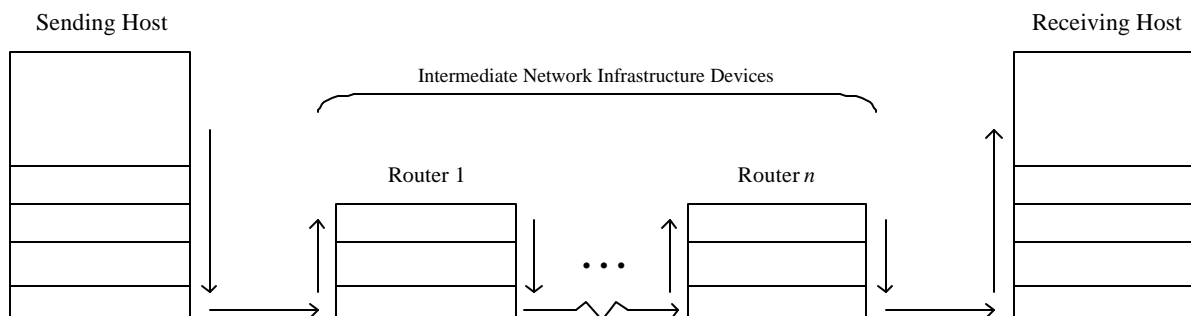 Sending Host
Receiving Host
Intermediate Network Infrastructure Devices
Router 1
Router n
...